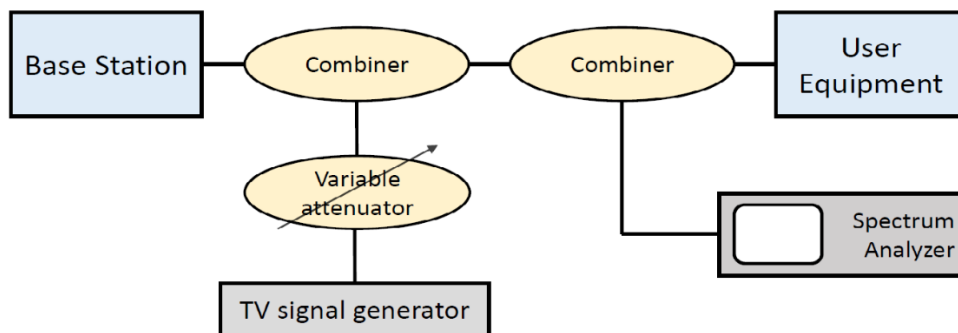 Base Station
Combiner
Combiner
User
Equipment
Variable
attenuator
Spectrum
Analyzer
TV signal generator